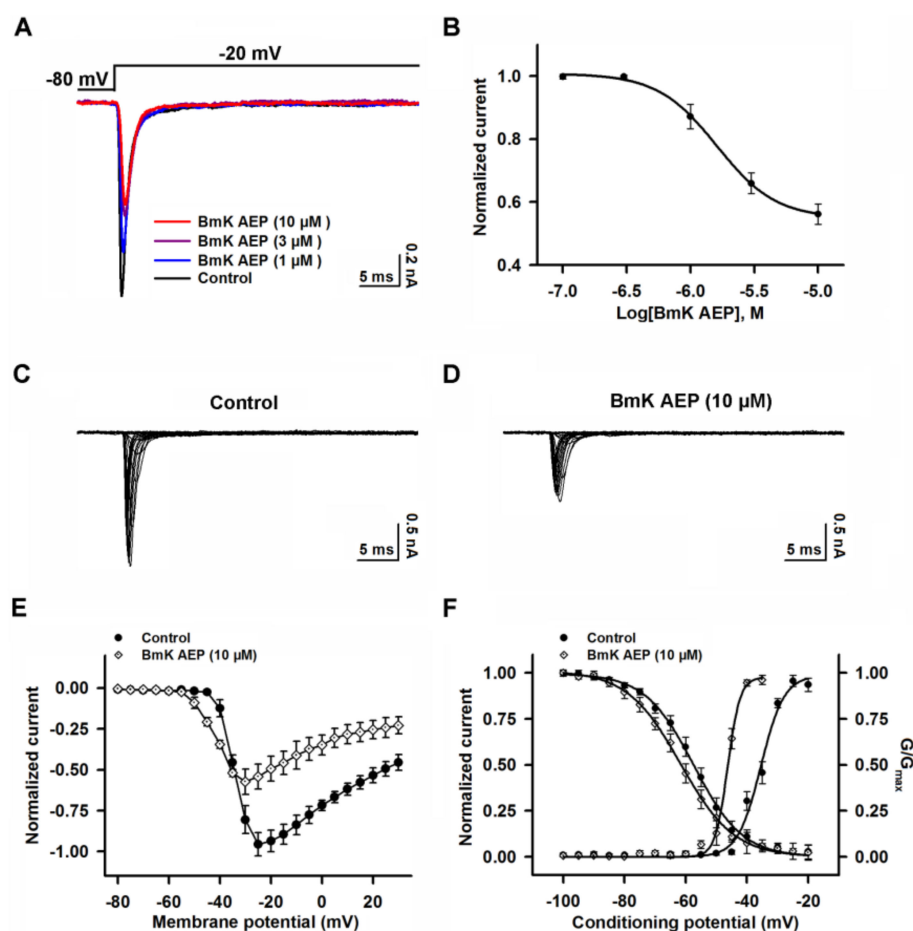 A
-20 mV
-80 mV
BmK AEP (10 µM )
BmK AEP (3 µM )
BmK AEP (1 µM )
Control
5 ms
0.2 nA
B
Normalized current
1.0
0.8
0.6
0.4
-7.0 -6.5 -6.0 -5.5 -5.0
Log[BmK AEP], M
C
Control
5 ms
0.5 nA
D
BmK AEP (10 µM)
5 ms
0.5 nA
E
Control
BmK AEP (10 µM)
Normalized current
0.00
-0.25
-0.50
-0.75
-1.00
-80 -60 -40 -20 0 20
Membrane potential (mV)
F
Control
BmK AEP (10 µM)
Normalized current
1.00
0.75
0.50
0.25
0.00
1.00
0.75
0.50
0.25
0.00
G/Gmax
-100 -80 -60 -40 -20
Conditioning potential (mV)